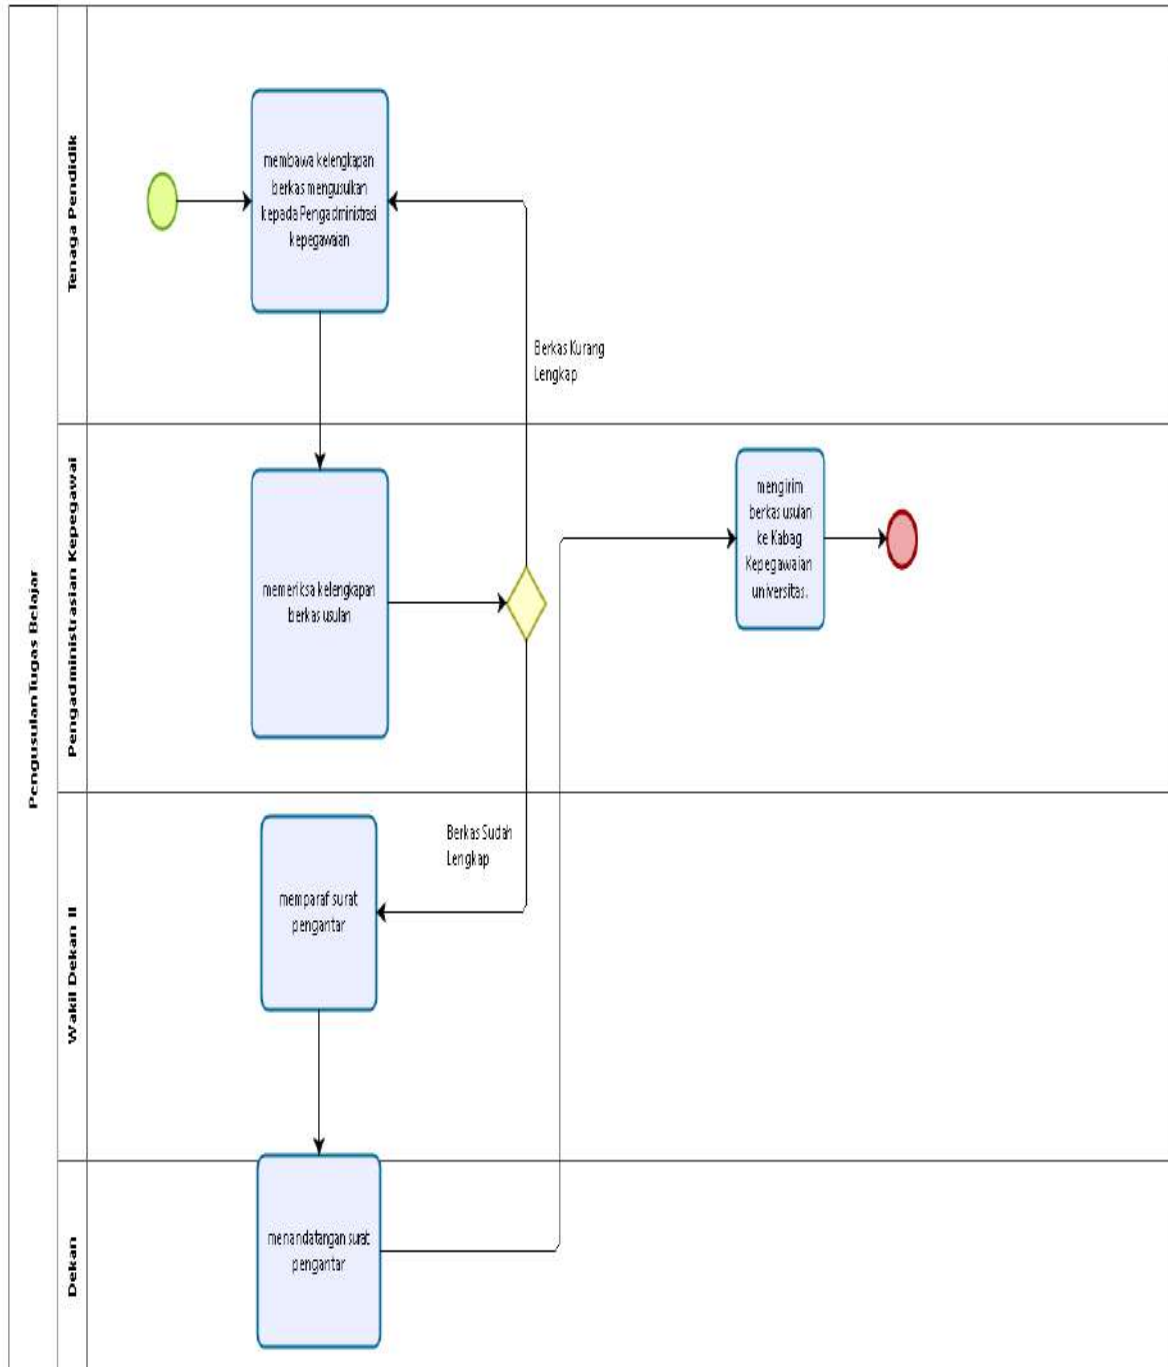 Pengusulan Tugas Belajar
Tenaga Pendidik
membawa kelengkapan
berkas mengusulkan
kepada Pengadministrasi
kepegawaian
Berkas Kurang
Lengkap
Pengadministrasian Kepegawai
memeriksa kelengkapan
berkas usulan
mengirim
berkas usulan
ke Kabag
Kepegawaian
universitas.
Wakil Dekan II
memparaf surat
pengantar
Berkas Sudah
Lengkap
Dekan
menandatangan surat
pengantar